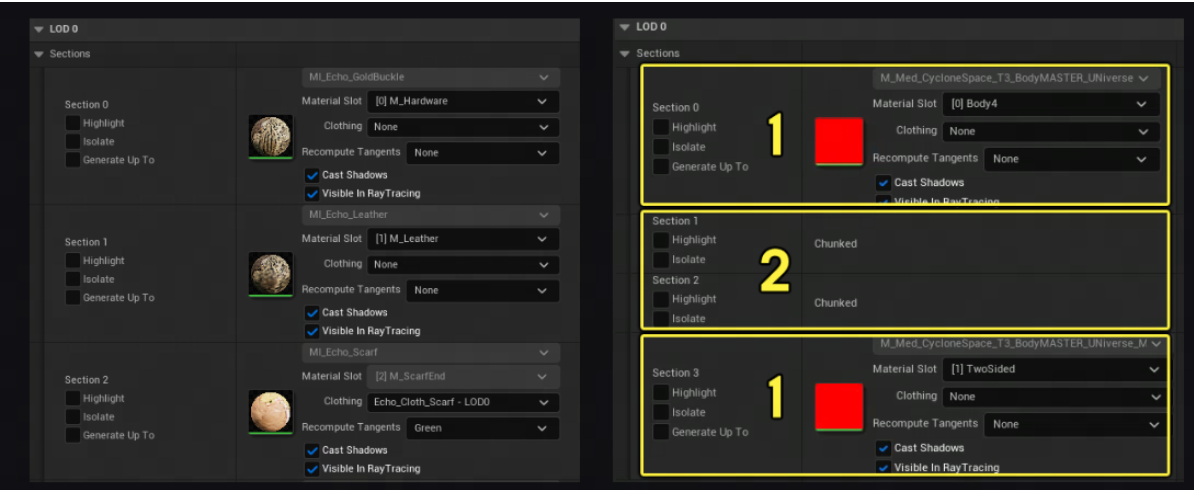 LOD 0
Sections
MI_Echo_GoldBuckle
Section 0
Material Slot [0] M_Hardware
Highlight
Clothing None
Isolate
Generate Up To
Recompute Tangents None
Cast Shadows
Visible In RayTracing
MI_Echo_Leather
Section 1
Material Slot [1] M_Leather
Highlight
Clothing None
Isolate
Generate Up To
Recompute Tangents None
Cast Shadows
Visible In RayTracing
MI_Echo_Scarf
Section 2
Material Slot [2] M_ScarfEnd
Highlight
Clothing Echo_Cloth_Scarf - LOD0
Isolate
Generate Up To
Recompute Tangents Green
Cast Shadows
Visible In RayTracing
LOD 0
Sections
M_Med_CycloneSpace_T3_BodyMASTER_UNiverse
Section 0
Material Slot [0] Body4
Highlight
1
Clothing None
Isolate
Generate Up To
Recompute Tangents None
Cast Shadows
Visible In RayTracing
Section 1
Highlight
Chunked
Isolate
2
Section 2
Highlight
Chunked
Isolate
M_Med_CycloneSpace_T3_BodyMASTER_UNiverse_M
Section 3
Material Slot [1] TwoSided
Highlight
1
Clothing None
Isolate
Generate Up To
Recompute Tangents None
Cast Shadows
Visible In RayTracing